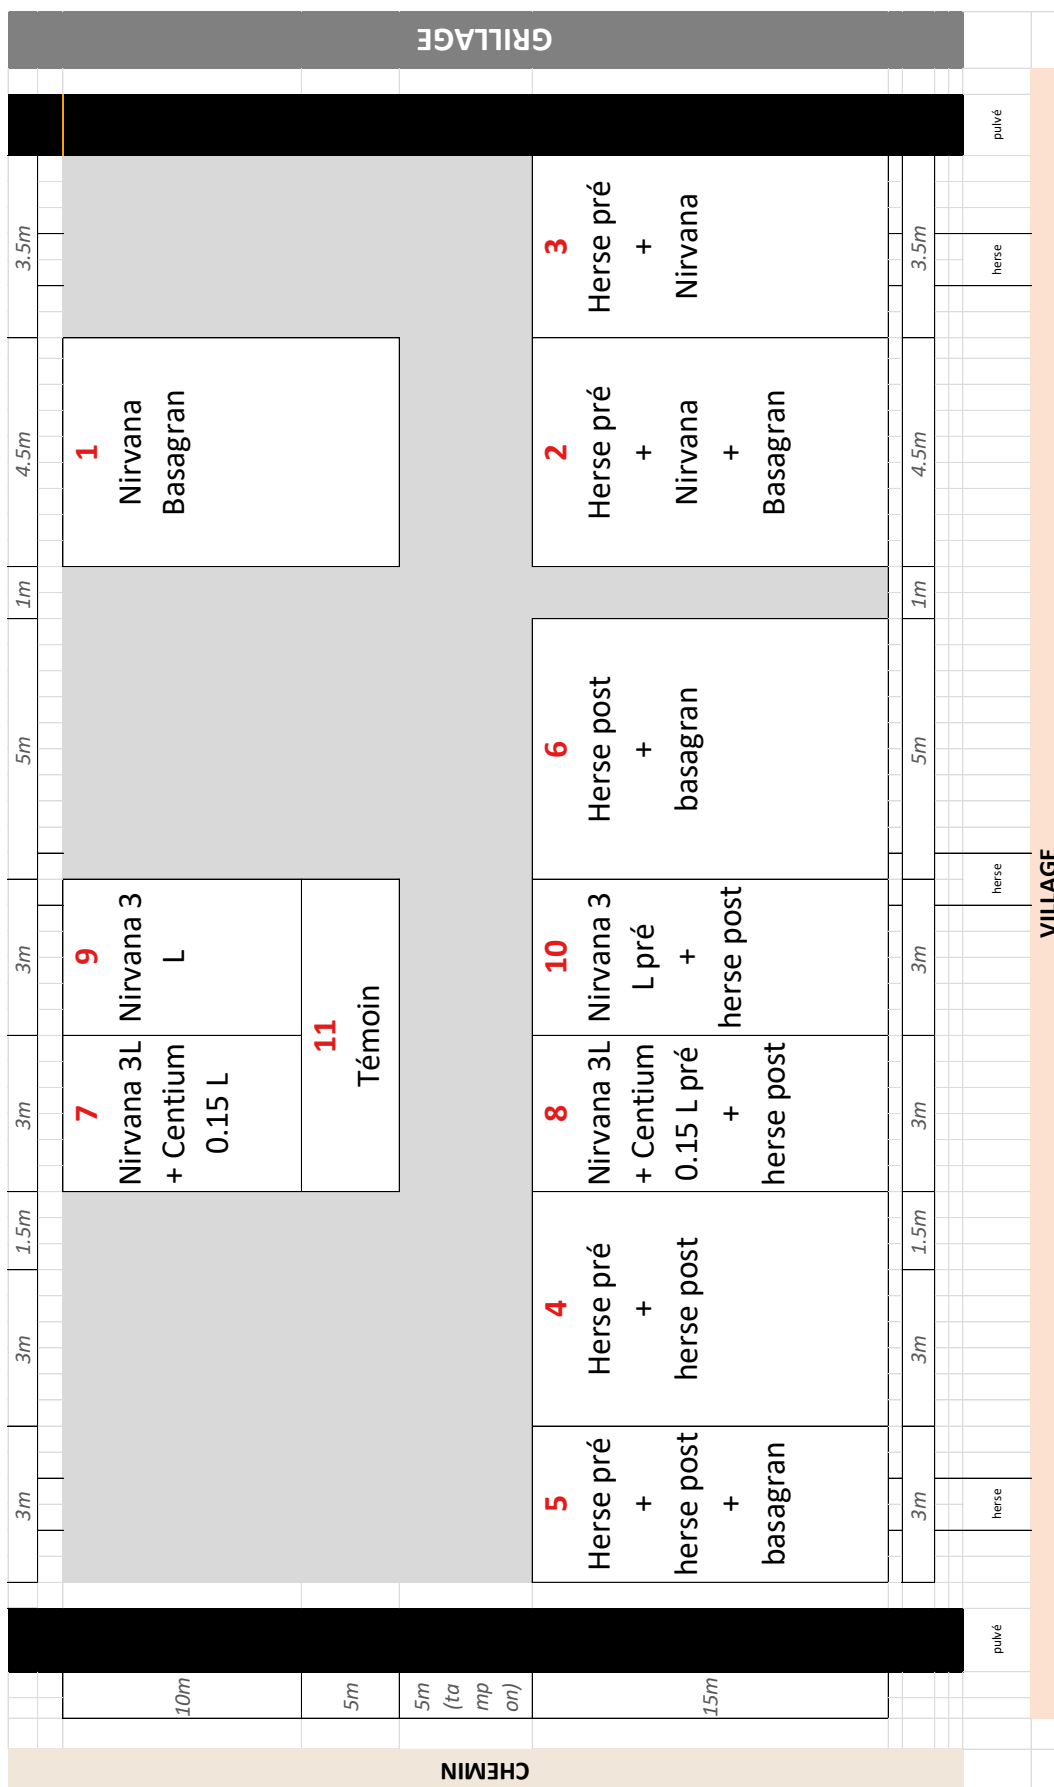 CHEMIN
3m
3m
1.5m
3m
3m
5m
1m
4.5m
3.5m
10m
7
Nirvana 3L
+ Centium
0.15 L
9
Nirvana 3
L
1
Nirvana
Basagran
5m
11
Témoin
5m
(ta
mp
on)
15m
5
Herse pré
+
herse post
+
basagran
4
Herse pré
+
herse post
8
Nirvana 3L
+ Centium
0.15 L pré
+
herse post
10
Nirvana 3
L pré
+
herse post
6
Herse post
+
basagran
2
Herse pré
+
Nirvana
+
Basagran
3
Herse pré
+
Nirvana
3m
3m
1.5m
3m
3m
5m
1m
4.5m
3.5m
pulvé
herse
herse
herse
pulvé
VILLAGE
GRILLAGE